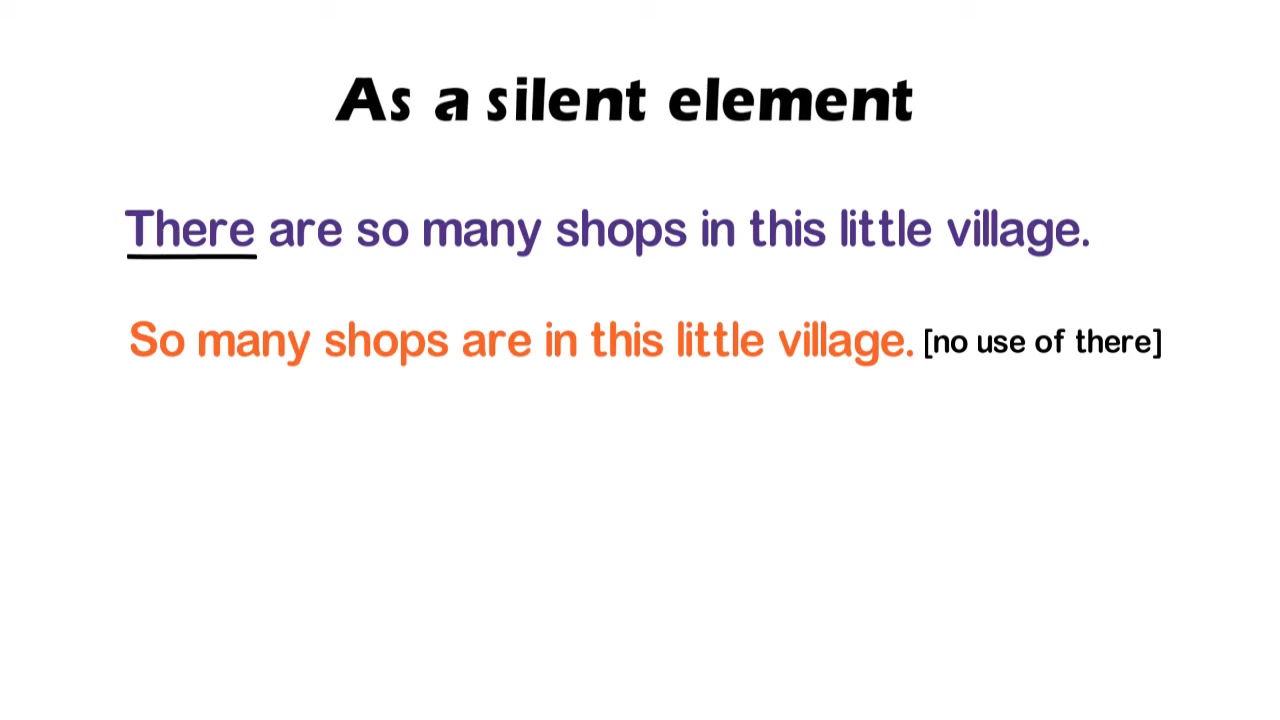 As a silent element
There are so many shops in this little village.
So many shops are in this little village. [no use of there]